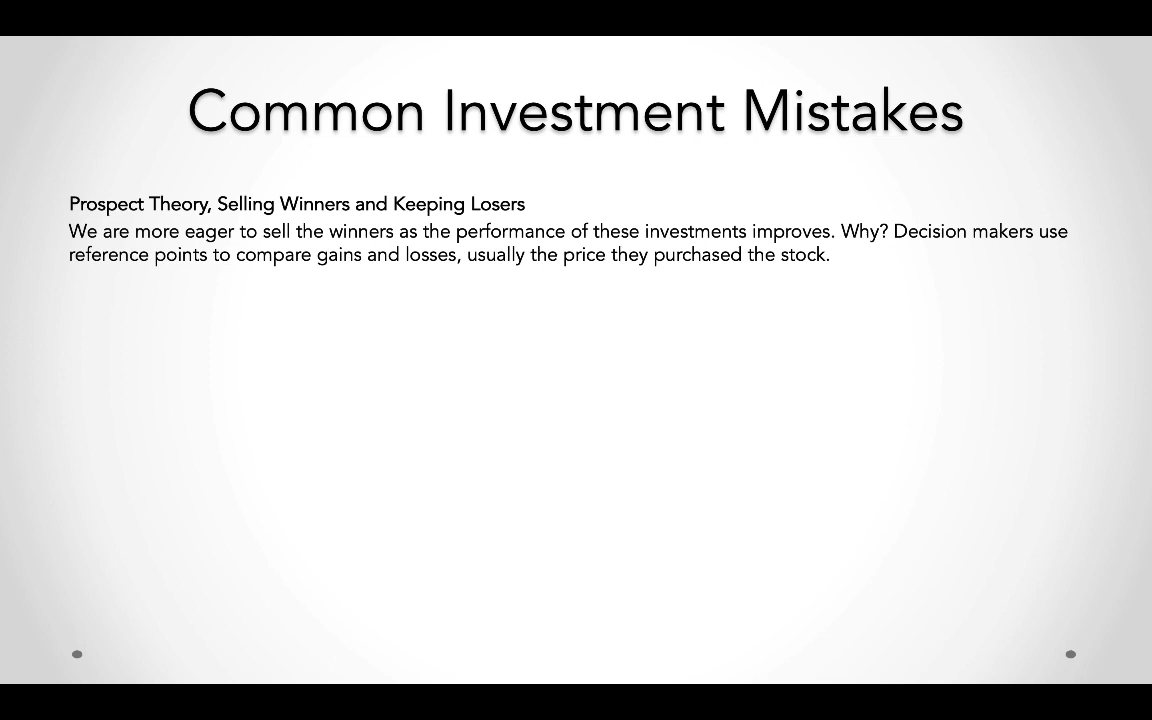 Common Investment Mistakes
Prospect Theory, Selling Winners and Keeping Losers
We are more eager to sell the winners as the performance of these investments improves. Why? Decision makers use
reference points to compare gains and losses, usually the price they purchased the stock.